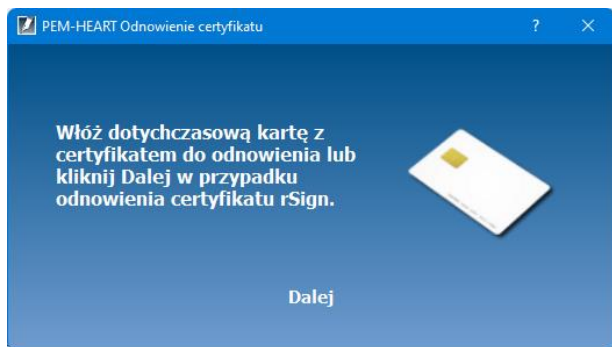 PEM-HEART Odnowienie certyfikatu
Włóż dotychczasową kartę z
certyfikatem do odnowienia lub
kliknij Dalej w przypadku
odnowienia certyfikatu rSign.
Dalej